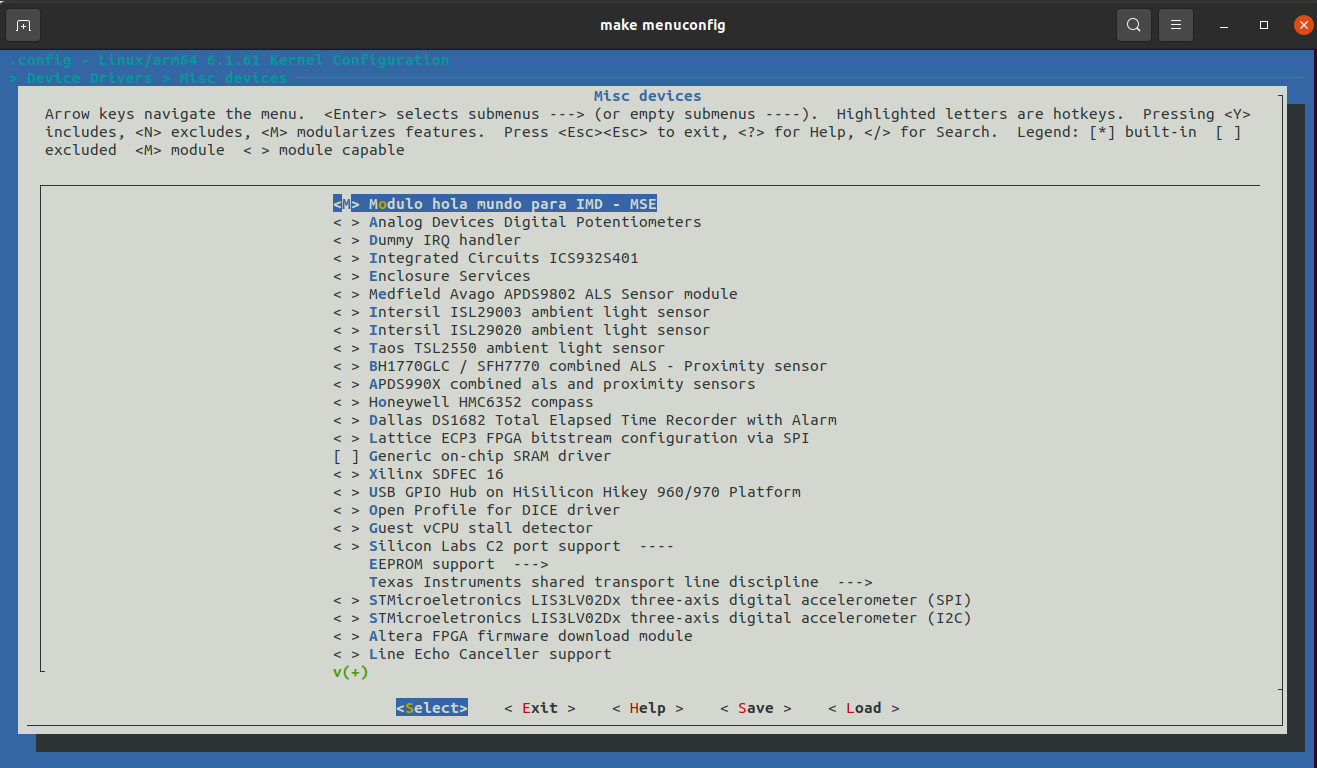 make menuconfig
.config - Linux/arm64 6.1.61 Kernel Configuration
> Device Drivers > Misc devices
Misc devices
Arrow keys navigate the menu.  <Enter> selects submenus ---> (or empty submenus ----).  Highlighted letters are hotkeys.  Pressing <Y>
includes, <N> excludes, <M> modularizes features.  Press <Esc><Esc> to exit, <?> for Help, </> for Search.  Legend: [*] built-in  [ ]
excluded  <M> module  < > module capable
<M> Modulo hola mundo para IMD - MSE
< > Analog Devices Digital Potentiometers
< > Dummy IRQ handler
< > Integrated Circuits ICS932S401
< > Enclosure Services
< > Medfield Avago APDS9802 ALS Sensor module
< > Intersil ISL29003 ambient light sensor
< > Intersil ISL29020 ambient light sensor
< > Taos TSL2550 ambient light sensor
< > BH1770GLC / SFH7770 combined ALS - Proximity sensor
< > APDS990X combined als and proximity sensors
< > Honeywell HMC6352 compass
< > Dallas DS1682 Total Elapsed Time Recorder with Alarm
< > Lattice ECP3 FPGA bitstream configuration via SPI
[ ] Generic on-chip SRAM driver
< > Xilinx SDFEC 16
< > USB GPIO Hub on HiSilicon Hikey 960/970 Platform
< > Open Profile for DICE driver
< > Guest vCPU stall detector
< > Silicon Labs C2 port support  ----
EEPROM support  --->
Texas Instruments shared transport line discipline  --->
< > STMicroeletronics LIS3LV02Dx three-axis digital accelerometer (SPI)
< > STMicroeletronics LIS3LV02Dx three-axis digital accelerometer (I2C)
< > Altera FPGA firmware download module
< > Line Echo Canceller support
v(+)
<Select>    < Exit >    < Help >    < Save >    < Load >